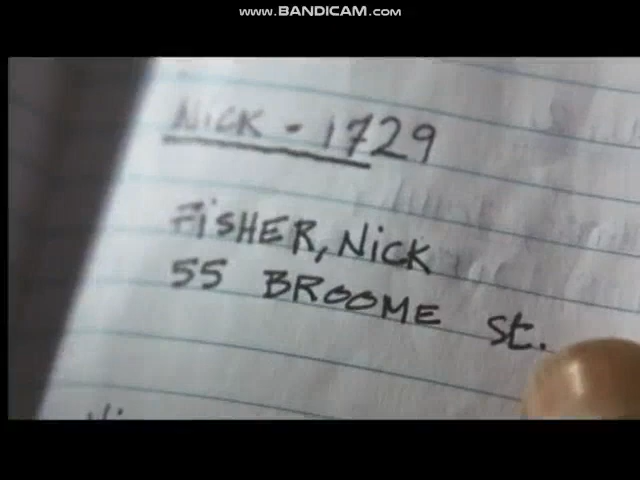 www.BANDICAM.com
NiCK - 1729
FiSHER, NiCK
55 BROOME St.